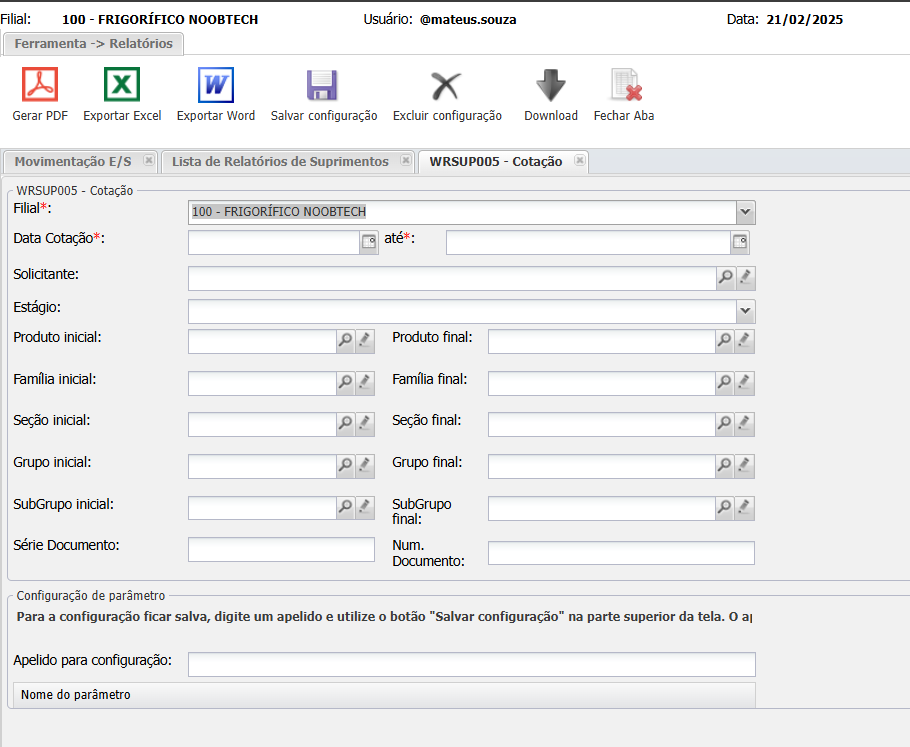 Filial: 100 - FRIGORÍFICO NOOBTECH Usuário: @mateus.souza Data: 21/02/2025
Ferramenta -> Relatórios
Gerar PDF Exportar Excel Exportar Word Salvar configuração Excluir configuração Download Fechar Aba
Movimentação E/S Lista de Relatórios de Suprimentos WRSUP005 - Cotação
WRSUP005 - Cotação
Filial*: 100 - FRIGORÍFICO NOOBTECH
Data Cotação*: até*:
Solicitante:
Estágio:
Produto inicial: Produto final:
Família inicial: Família final:
Seção inicial: Seção final:
Grupo inicial: Grupo final:
SubGrupo inicial: SubGrupo
final:
Série Documento: Num.
Documento:
Configuração de parâmetro
Para a configuração ficar salva, digite um apelido e utilize o botão "Salvar configuração" na parte superior da tela. O
Apelido para configuração:
Nome do parâmetro